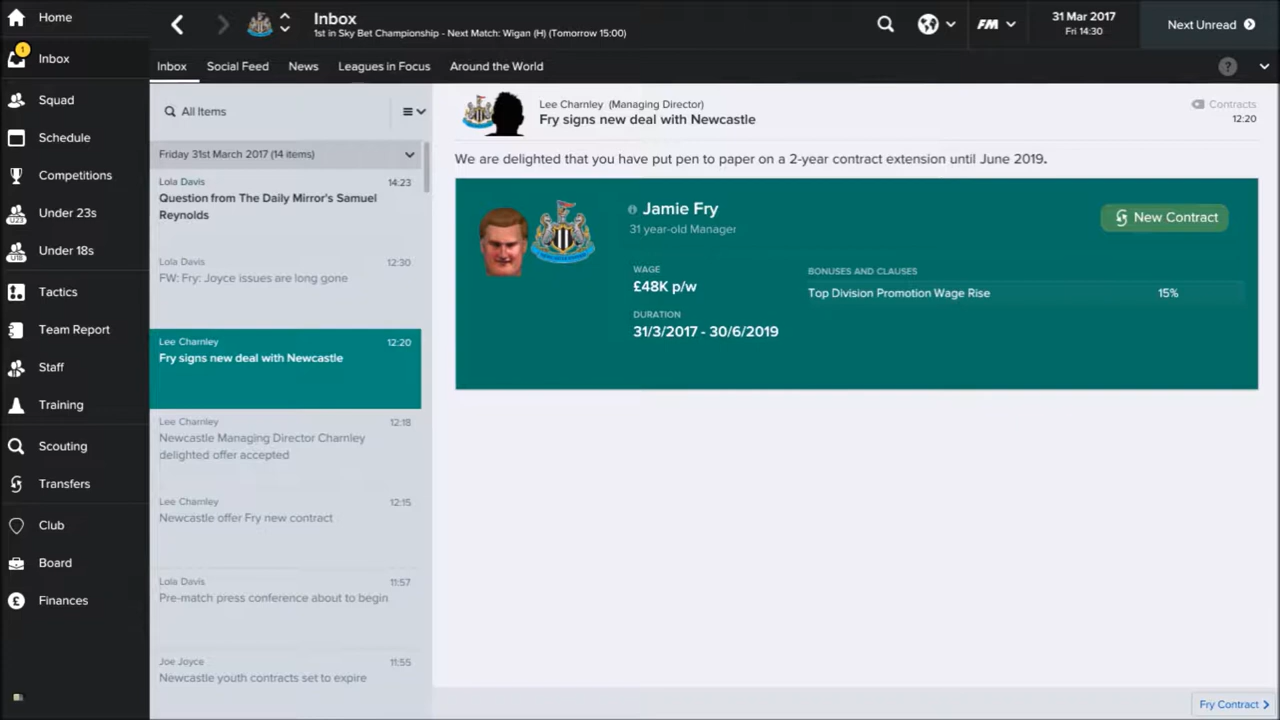 Home
Inbox
1
Squad
Schedule
Competitions
Under 23s
Under 18s
Tactics
Team Report
Staff
Training
Scouting
Transfers
Club
Board
Finances
Inbox
1st in Sky Bet Championship - Next Match: Wigan (H) (Tomorrow 15:00)
FM
31 Mar 2017
Fri 14:30
Next Unread
Inbox Social Feed News Leagues in Focus Around the World
?
All Items
Friday 31st March 2017 (14 items)
Lola Davis 14:23
Question from The Daily Mirror's Samuel
Reynolds
Lola Davis 12:30
FW: Fry: Joyce issues are long gone
Lee Charnley 12:20
Fry signs new deal with Newcastle
Lee Charnley 12:18
Newcastle Managing Director Charnley
delighted offer accepted
Lee Charnley 12:15
Newcastle offer Fry new contract
Lola Davis 11:57
Pre-match press conference about to begin
Joe Joyce 11:55
Newcastle youth contracts set to expire
Lee Charnley (Managing Director)
Fry signs new deal with Newcastle
Contracts
12:20
We are delighted that you have put pen to paper on a 2-year contract extension until June 2019.
Jamie Fry
31 year-old Manager
New Contract
WAGE
£48K p/w
DURATION
31/3/2017 - 30/6/2019
BONUSES AND CLAUSES
Top Division Promotion Wage Rise 15%
Fry Contract